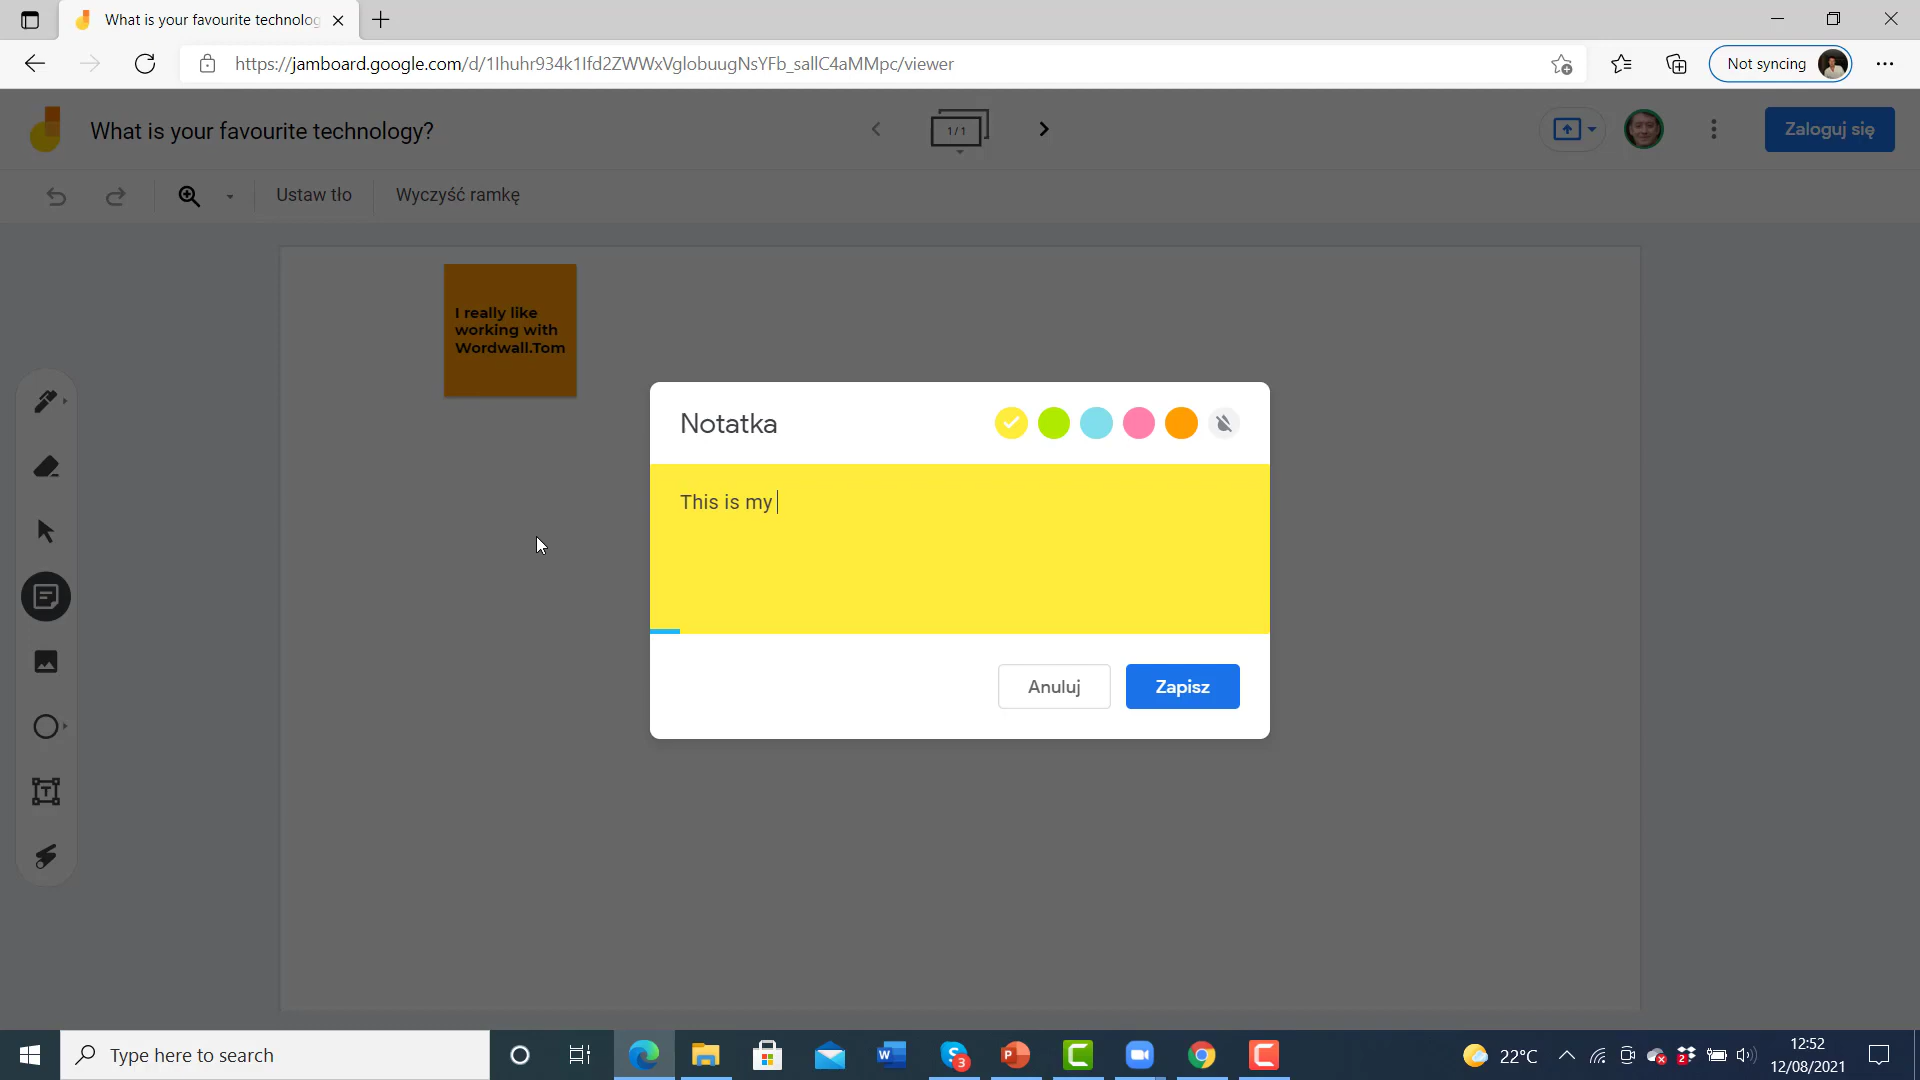 What is your favourite technolog
https://jamboard.google.com/d/1Ihuhr934k1Ifd2ZWWxVglobuugNsYFb_sallC4aMMpc/viewer
Not syncing
What is your favourite technology?
1/1
Zaloguj się
Ustaw tło
Wyczyść ramkę
I really like
working with
Wordwall.Tom
Notatka
This is my
Anuluj
Zapisz
Type here to search
22°C
12:52
12/08/2021